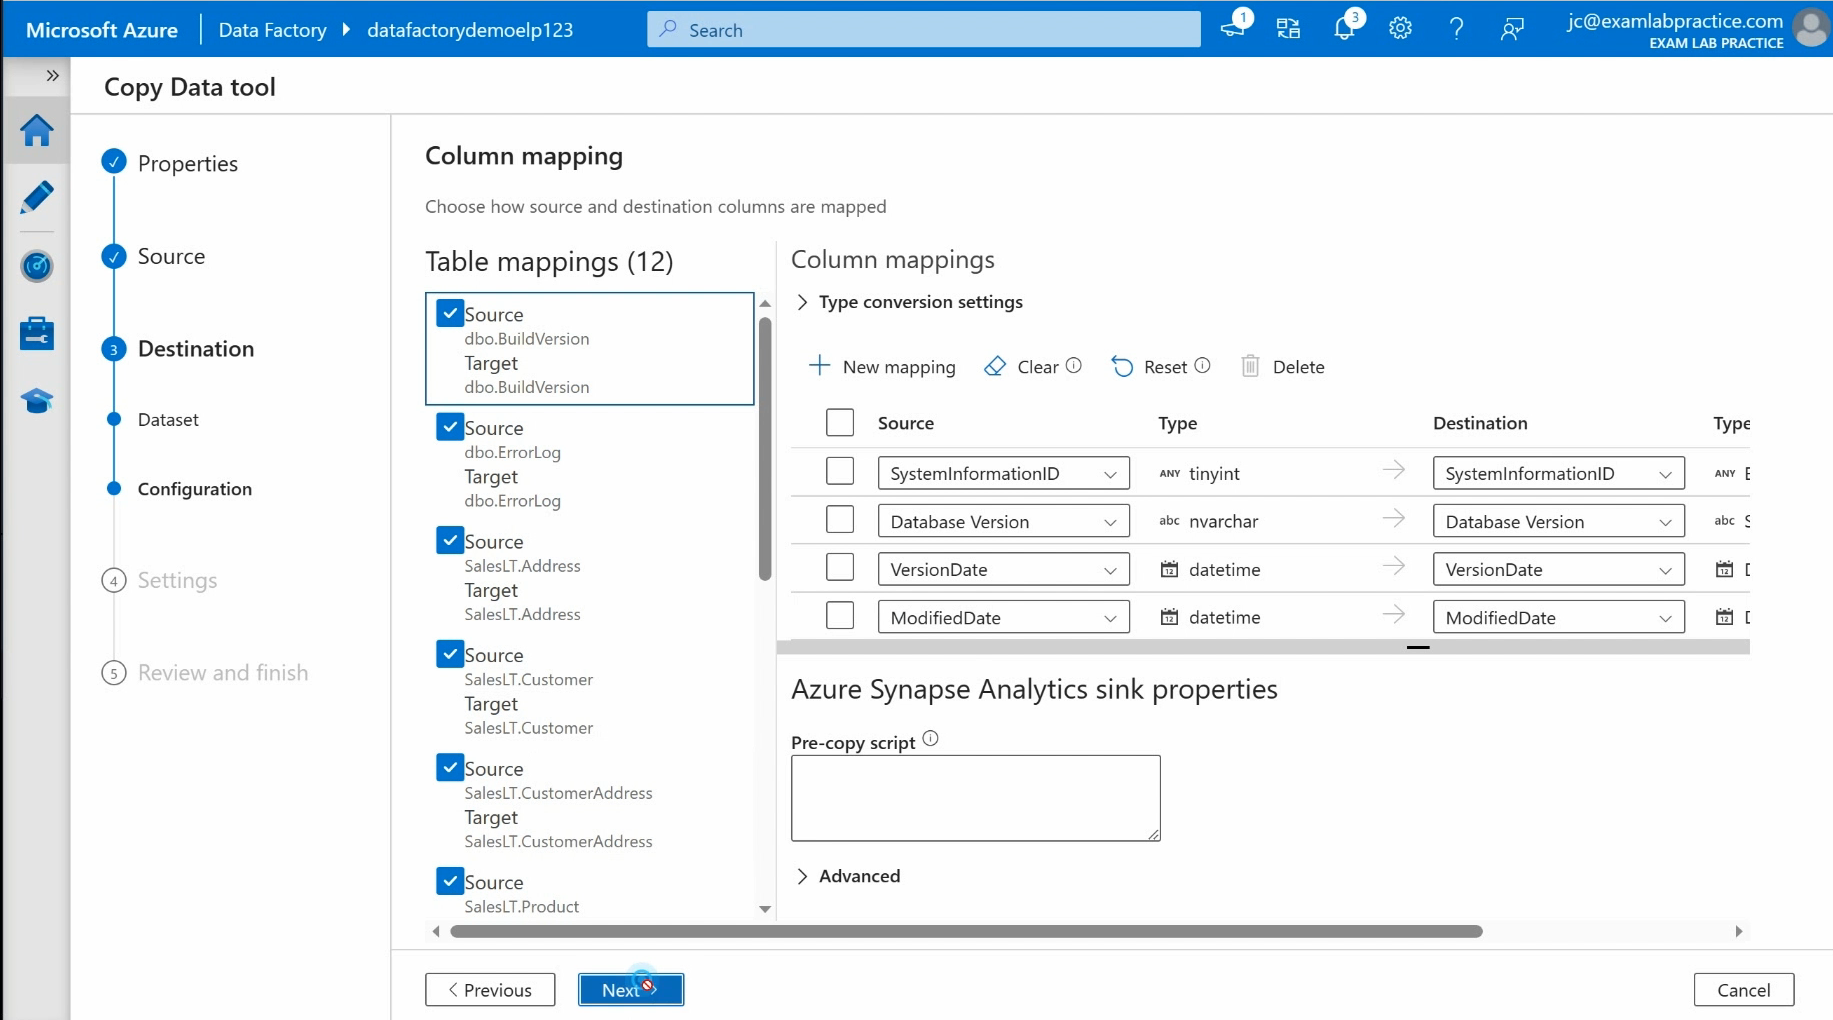 Microsoft Azure
Data Factory
datafactorydemoelp123
Search
1
3
jc@examlabpractice.com
EXAM LAB PRACTICE
Copy Data tool
Properties
Source
3
Destination
Dataset
Configuration
4
Settings
5
Review and finish
Column mapping
Choose how source and destination columns are mapped
Table mappings (12)
Source
dbo.BuildVersion
Target
dbo.BuildVersion
Source
dbo.ErrorLog
Target
dbo.ErrorLog
Source
SalesLT.Address
Target
SalesLT.Address
Source
SalesLT.Customer
Target
SalesLT.Customer
Source
SalesLT.CustomerAddress
Target
SalesLT.CustomerAddress
Source
SalesLT.Product
Column mappings
Type conversion settings
New mapping Clear Reset Delete
Source Type Destination Type
SystemInformationID ANY tinyint SystemInformationID ANY
Database Version abc nvarchar Database Version abc
VersionDate 12 datetime VersionDate 12
ModifiedDate 12 datetime ModifiedDate 12
Azure Synapse Analytics sink properties
Pre-copy script
Advanced
< Previous
Next >
Cancel